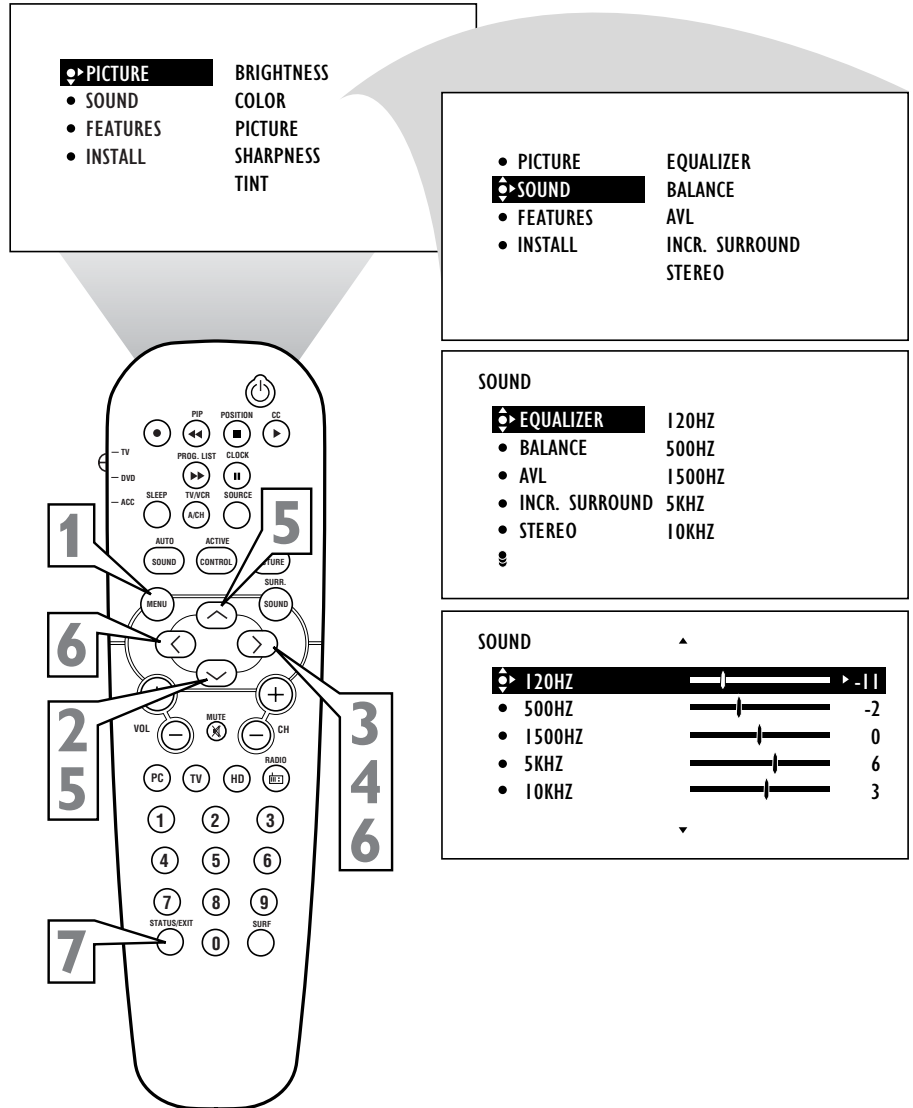 PICTURE BRIGHTNESS
SOUND COLOR
FEATURES PICTURE
INSTALL SHARPNESS
TINT
PICTURE EQUALIZER
SOUND BALANCE
FEATURES AVL
INSTALL INCR. SURROUND
STEREO
SOUND
EQUALIZER 120HZ
BALANCE 500HZ
AVL 1500HZ
INCR. SURROUND 5KHZ
STEREO 10KHZ
SOUND
120HZ -11
500HZ -2
1500HZ 0
5KHZ 6
10KHZ 3
PIP POSITION CC
TV
PROG. LIST CLOCK
DVD
ACC
SLEEP TV/VCR SOURCE
A/CH
AUTO ACTIVE
SOUND CONTROL TURE
SURR.
MENU SOUND
VOL MUTE CH
RADIO
PC TV HD
1 2 3
4 5 6
7 8 9
STATUS/EXIT SURF
0
1
5
6
2
5
3
4
6
7